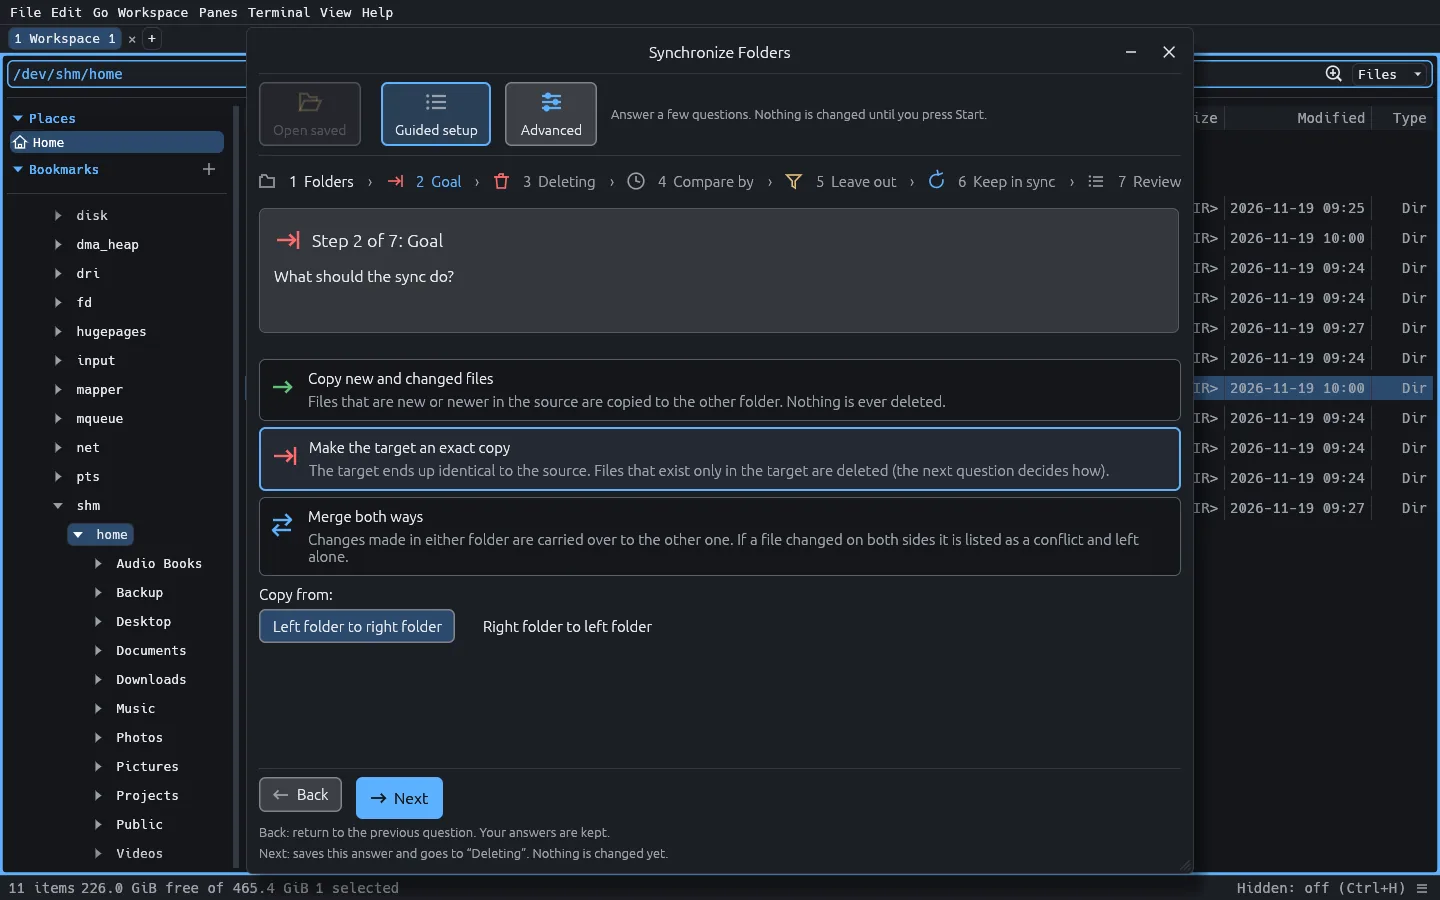 File Edit Go Workspace Panes Terminal View Help
1 Workspace 1 × +
Synchronize Folders
/dev/shm/home
Files
Open saved
Guided setup
Advanced
Answer a few questions. Nothing is changed until you press Start.
Places
Home
Bookmarks
ize Modified Type
1 Folders › 2 Goal › 3 Deleting › 4 Compare by › 5 Leave out › 6 Keep in sync › 7 Review
disk
dma_heap
dri
fd
hugepages
input
mapper
mqueue
net
pts
shm
home
Audio Books
Backup
Desktop
Documents
Downloads
Music
Photos
Pictures
Projects
Public
Videos
Step 2 of 7: Goal
What should the sync do?
Copy new and changed files
Files that are new or newer in the source are copied to the other folder. Nothing is ever deleted.
Make the target an exact copy
The target ends up identical to the source. Files that exist only in the target are deleted (the next question decides how).
Merge both ways
Changes made in either folder are carried over to the other one. If a file changed on both sides it is listed as a conflict and left
alone.
Copy from:
Left folder to right folder
Right folder to left folder
Back
Next
Back: return to the previous question. Your answers are kept.
Next: saves this answer and goes to “Deleting”. Nothing is changed yet.
IR> 2026-11-19 09:25 Dir
IR> 2026-11-19 10:00 Dir
IR> 2026-11-19 09:24 Dir
IR> 2026-11-19 09:24 Dir
IR> 2026-11-19 09:27 Dir
IR> 2026-11-19 09:24 Dir
IR> 2026-11-19 10:00 Dir
IR> 2026-11-19 09:24 Dir
IR> 2026-11-19 09:24 Dir
IR> 2026-11-19 09:24 Dir
IR> 2026-11-19 09:27 Dir
11 items 226.0 GiB free of 465.4 GiB 1 selected
Hidden: off (Ctrl+H)